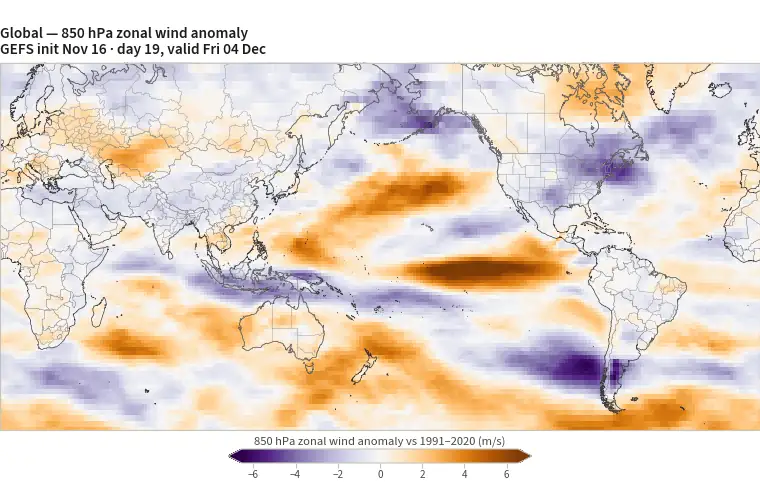 Global — 850 hPa zonal wind anomaly
GEFS init Nov 16 · day 19, valid Fri 04 Dec
850 hPa zonal wind anomaly vs 1991–2020 (m/s)
−6 −4 −2 0 2 4 6